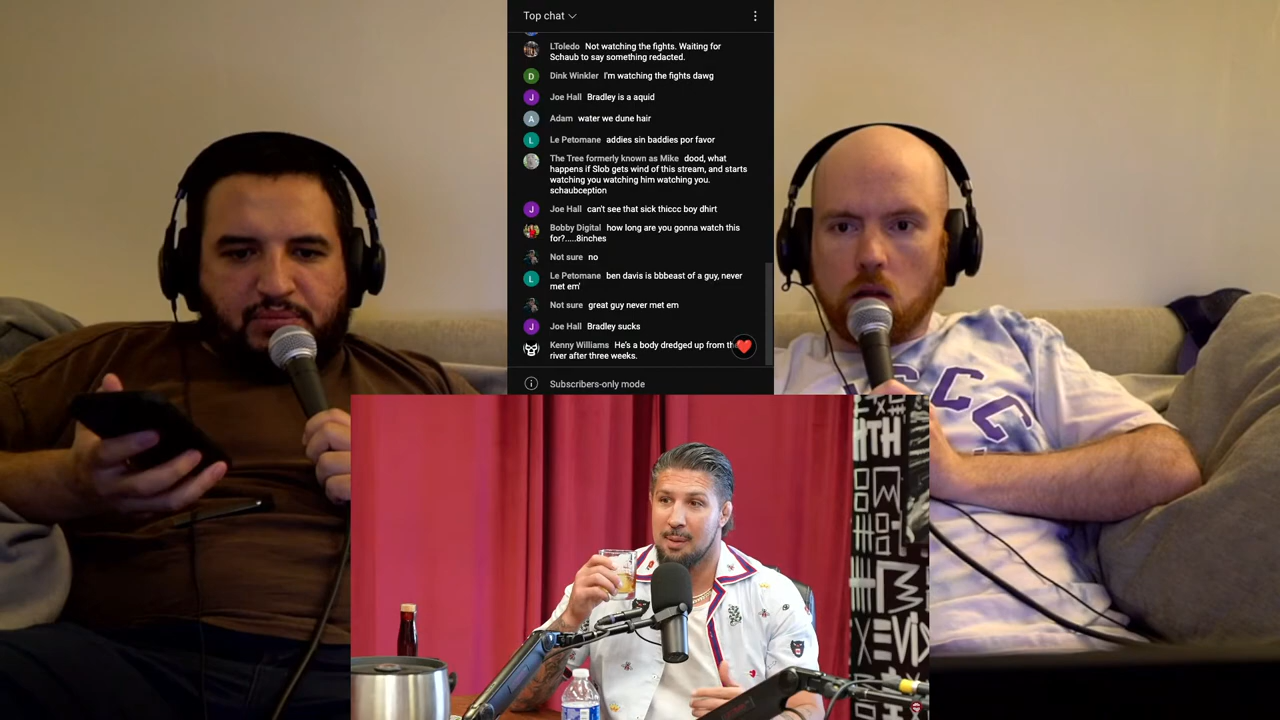 Top chat
LToledo Not watching the fights. Waiting for
Schaub to say something redacted.
D Dink Winkler I'm watching the fights dawg
J Joe Hall Bradley is a aquid
A Adam water we dune hair
L Le Petomane addies sin baddies por favor
The Tree formerly known as Mike dood, what
happens if Slob gets wind of this stream, and starts
watching you watching him watching you.
schaubception
J Joe Hall can't see that sick thiccc boy dhirt
Bobby Digital how long are you gonna watch this
for?.....8inches
Not sure no
L Le Petomane ben davis is bbbeast of a guy, never
met em'
Not sure great guy never met em
J Joe Hall Bradley sucks
Kenny Williams He's a body dredged up from
river after three weeks.
Subscribers-only mode
CCC
HTH